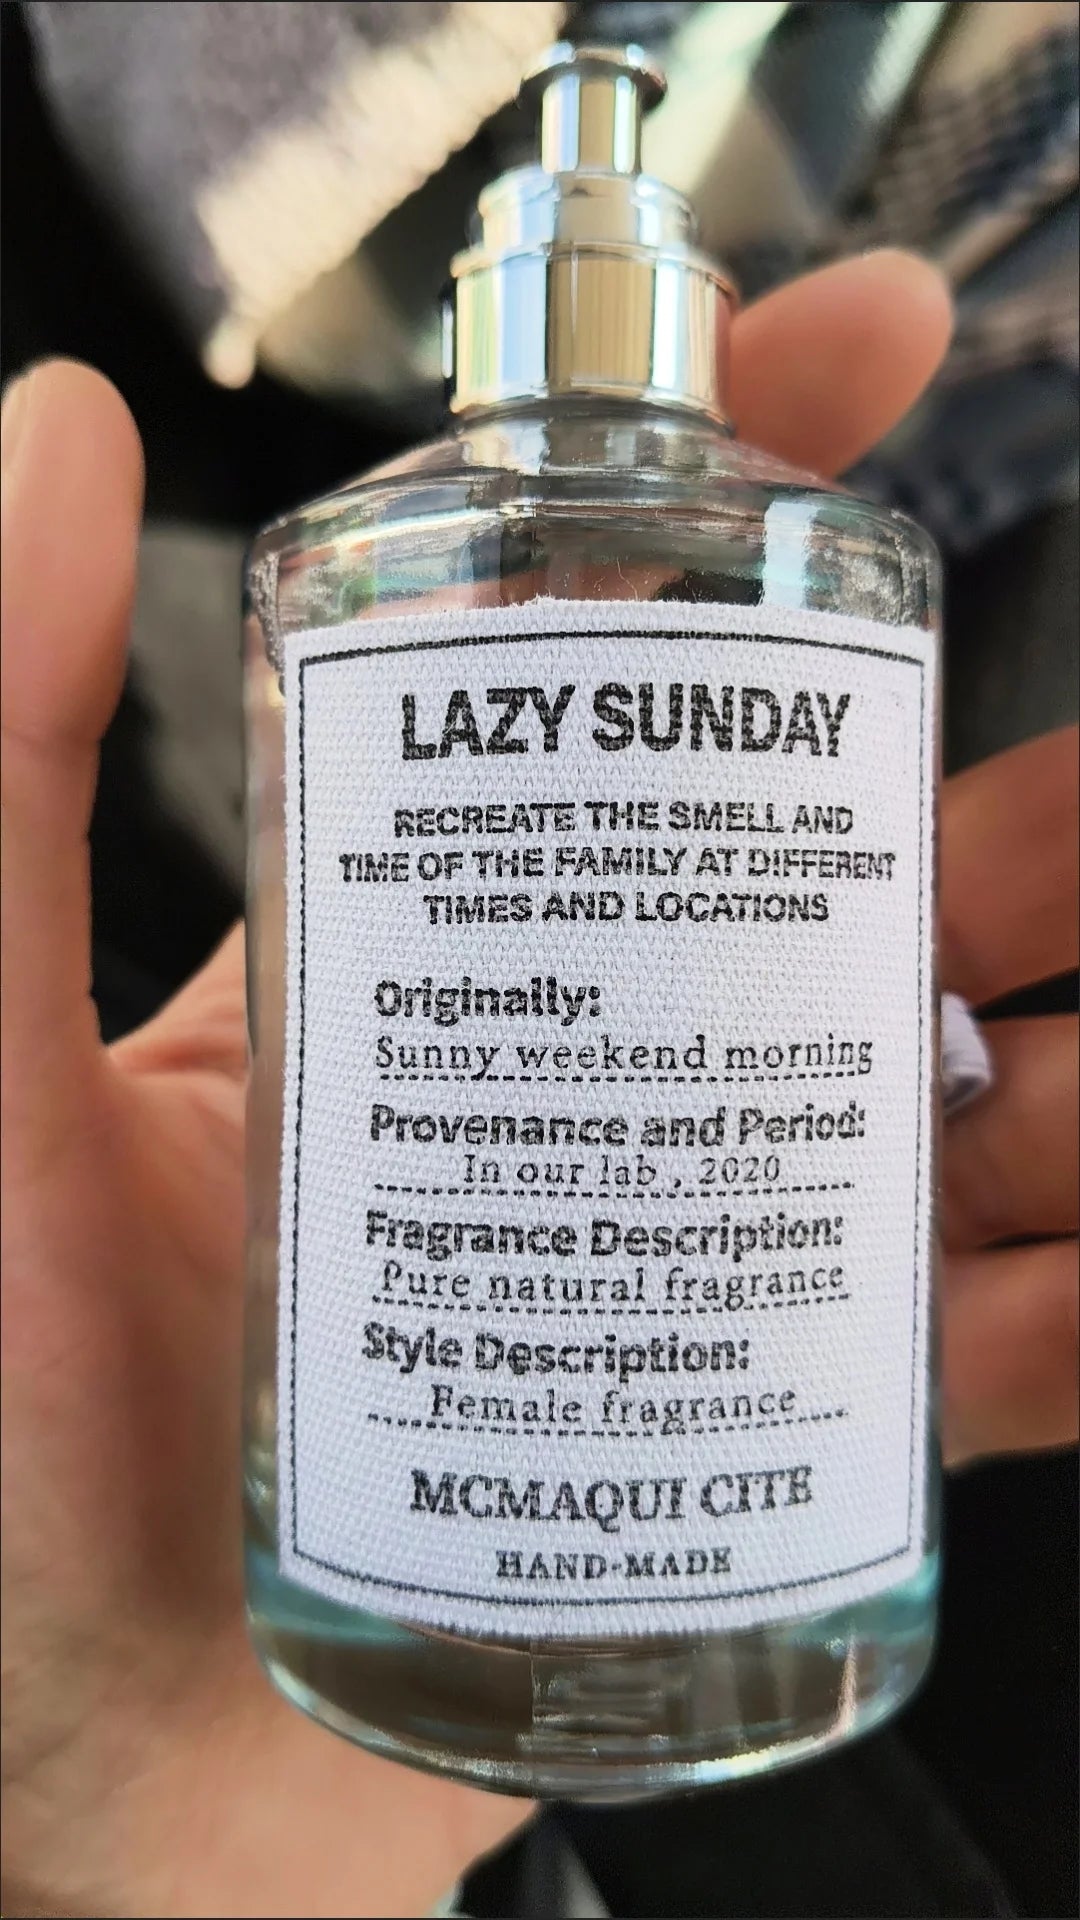 LAZY SUNDAY
RECREATE THE SMELL AND
TIME OF THE FAMILY AT DIFFERENT
TIMES AND LOCATIONS
Originally:
Sunny weekend morning
Provenance and Period:
In our lab , 2020
Fragrance Description:
Pure natural fragrance
Style Description:
Female fragrance
MCMAQUI CITE
HAND-MADE